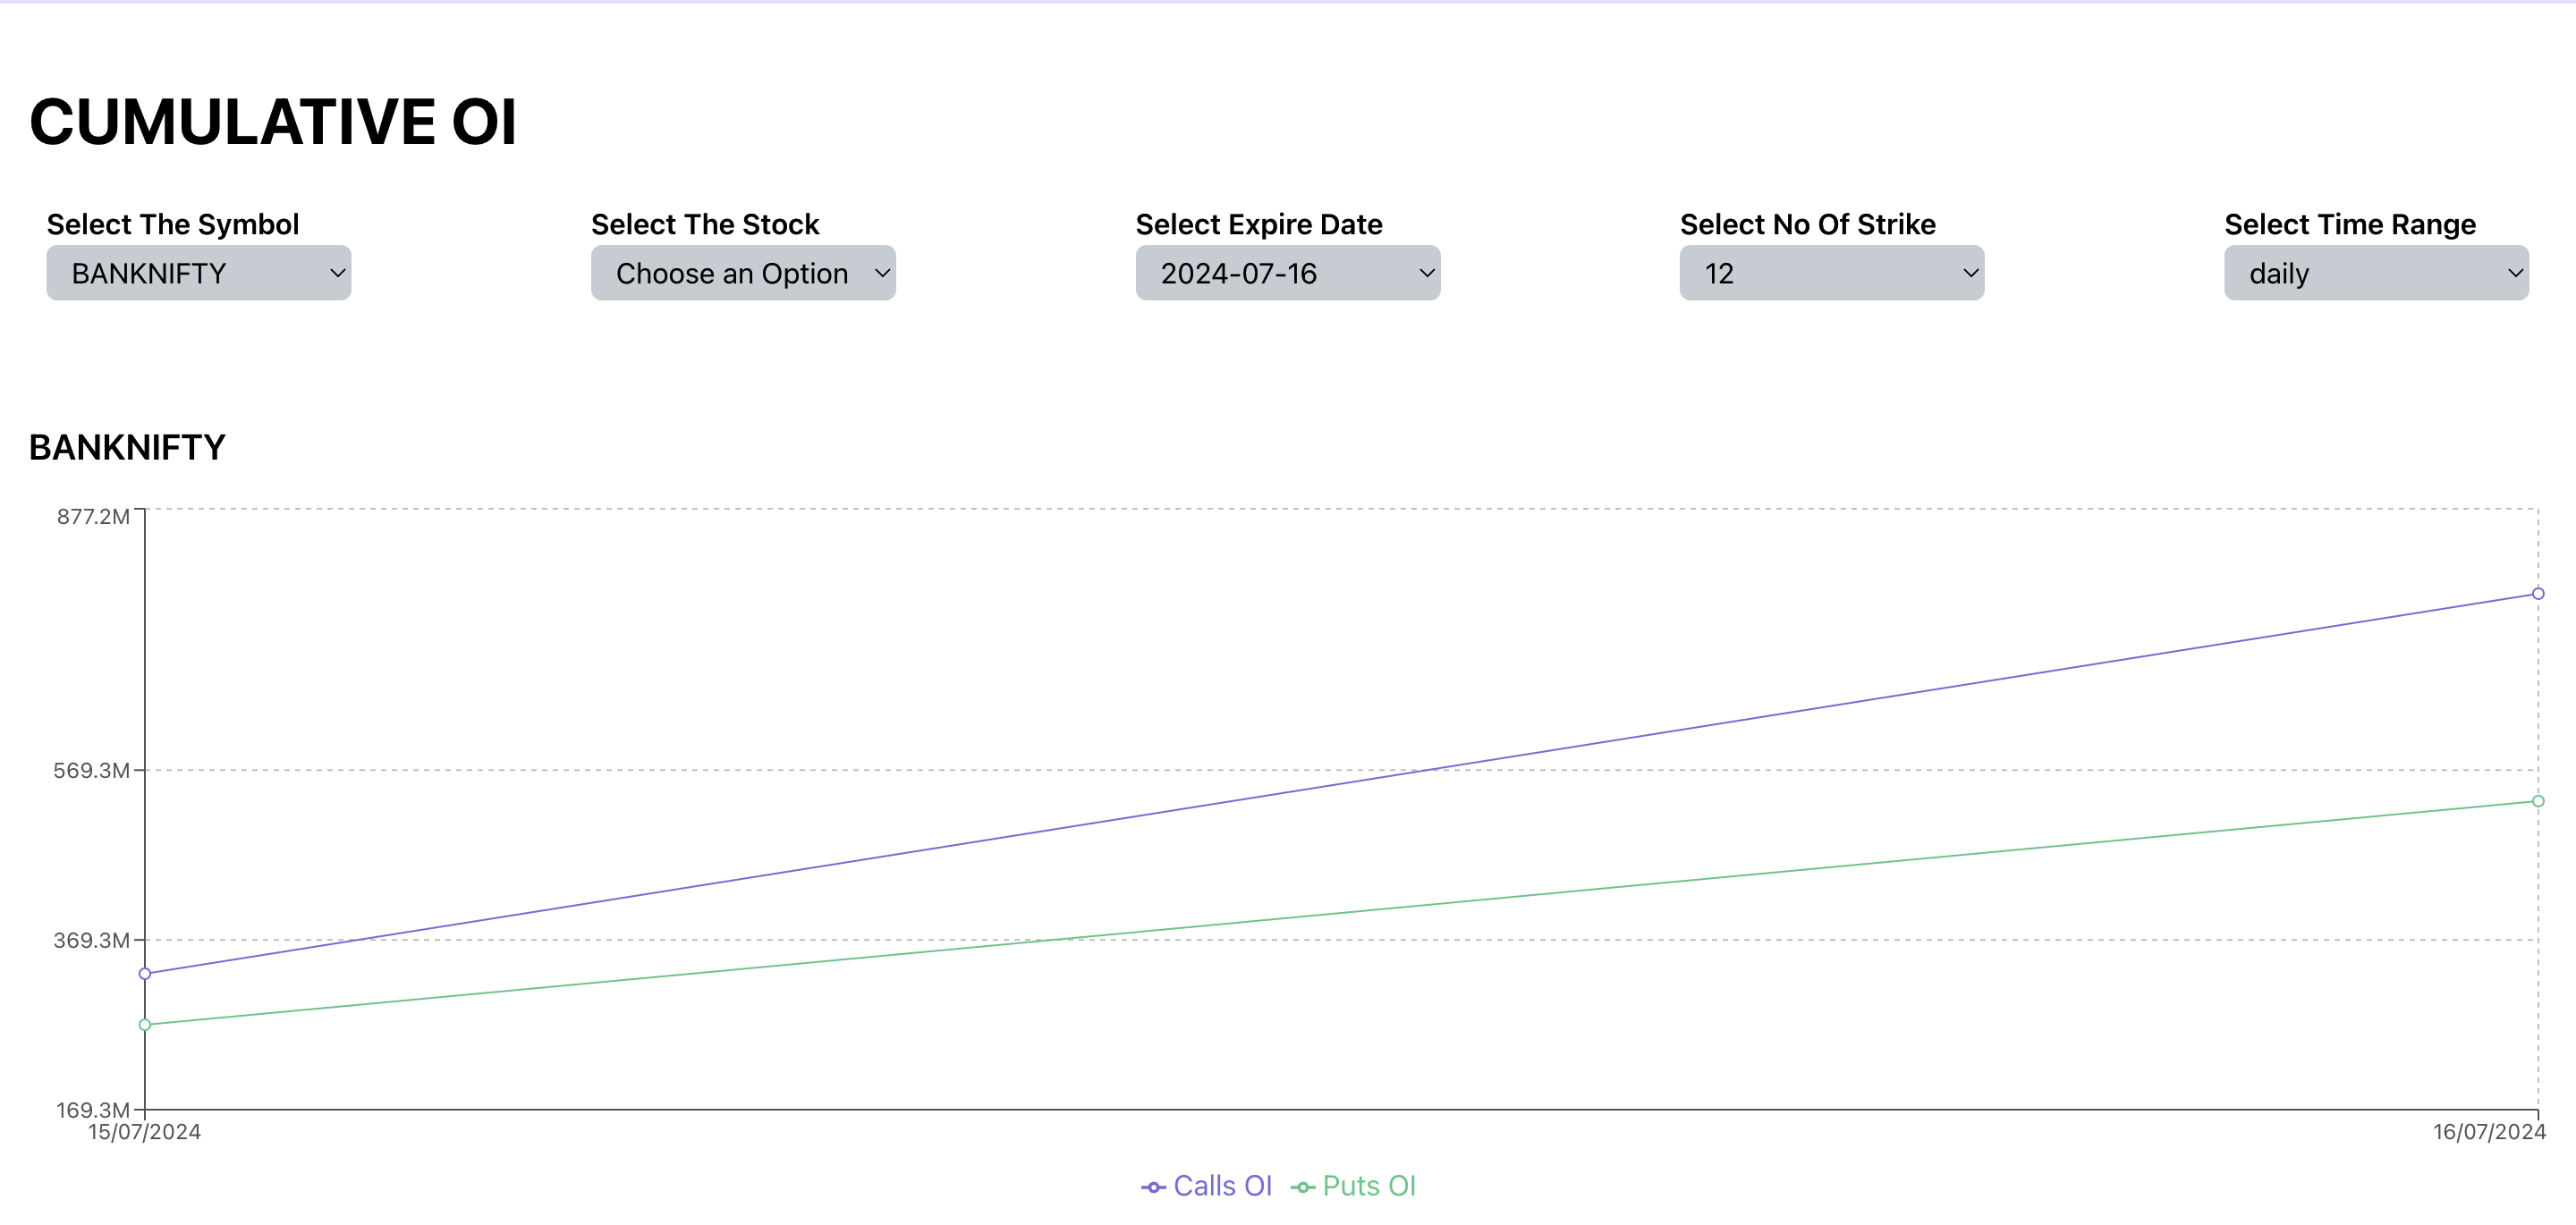 CUMULATIVE OI
Select The Symbol
BANKNIFTY
Select The Stock
Choose an Option
Select Expire Date
2024-07-16
Select No Of Strike
12
Select Time Range
daily
BANKNIFTY
877.2M
569.3M
369.3M
169.3M
15/07/2024
16/07/2024
Calls OI
Puts OI